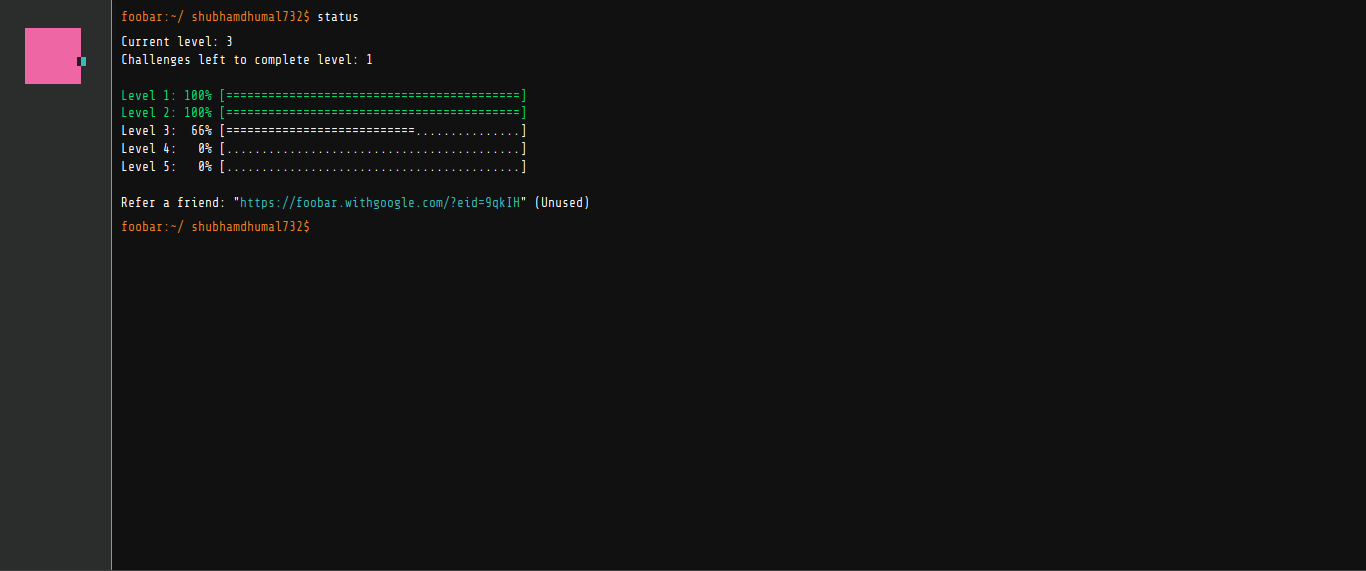 foobar:~/ shubhamdhumal732$ status
Current level: 3
Challenges left to complete level: 1
Level 1: 100% [==========================================]
Level 2: 100% [==========================================]
Level 3:  66% [===========================...............]
Level 4:   0% [..........................................]
Level 5:   0% [..........................................]
Refer a friend: "https://foobar.withgoogle.com/?eid=9qkIH" (Unused)
foobar:~/ shubhamdhumal732$